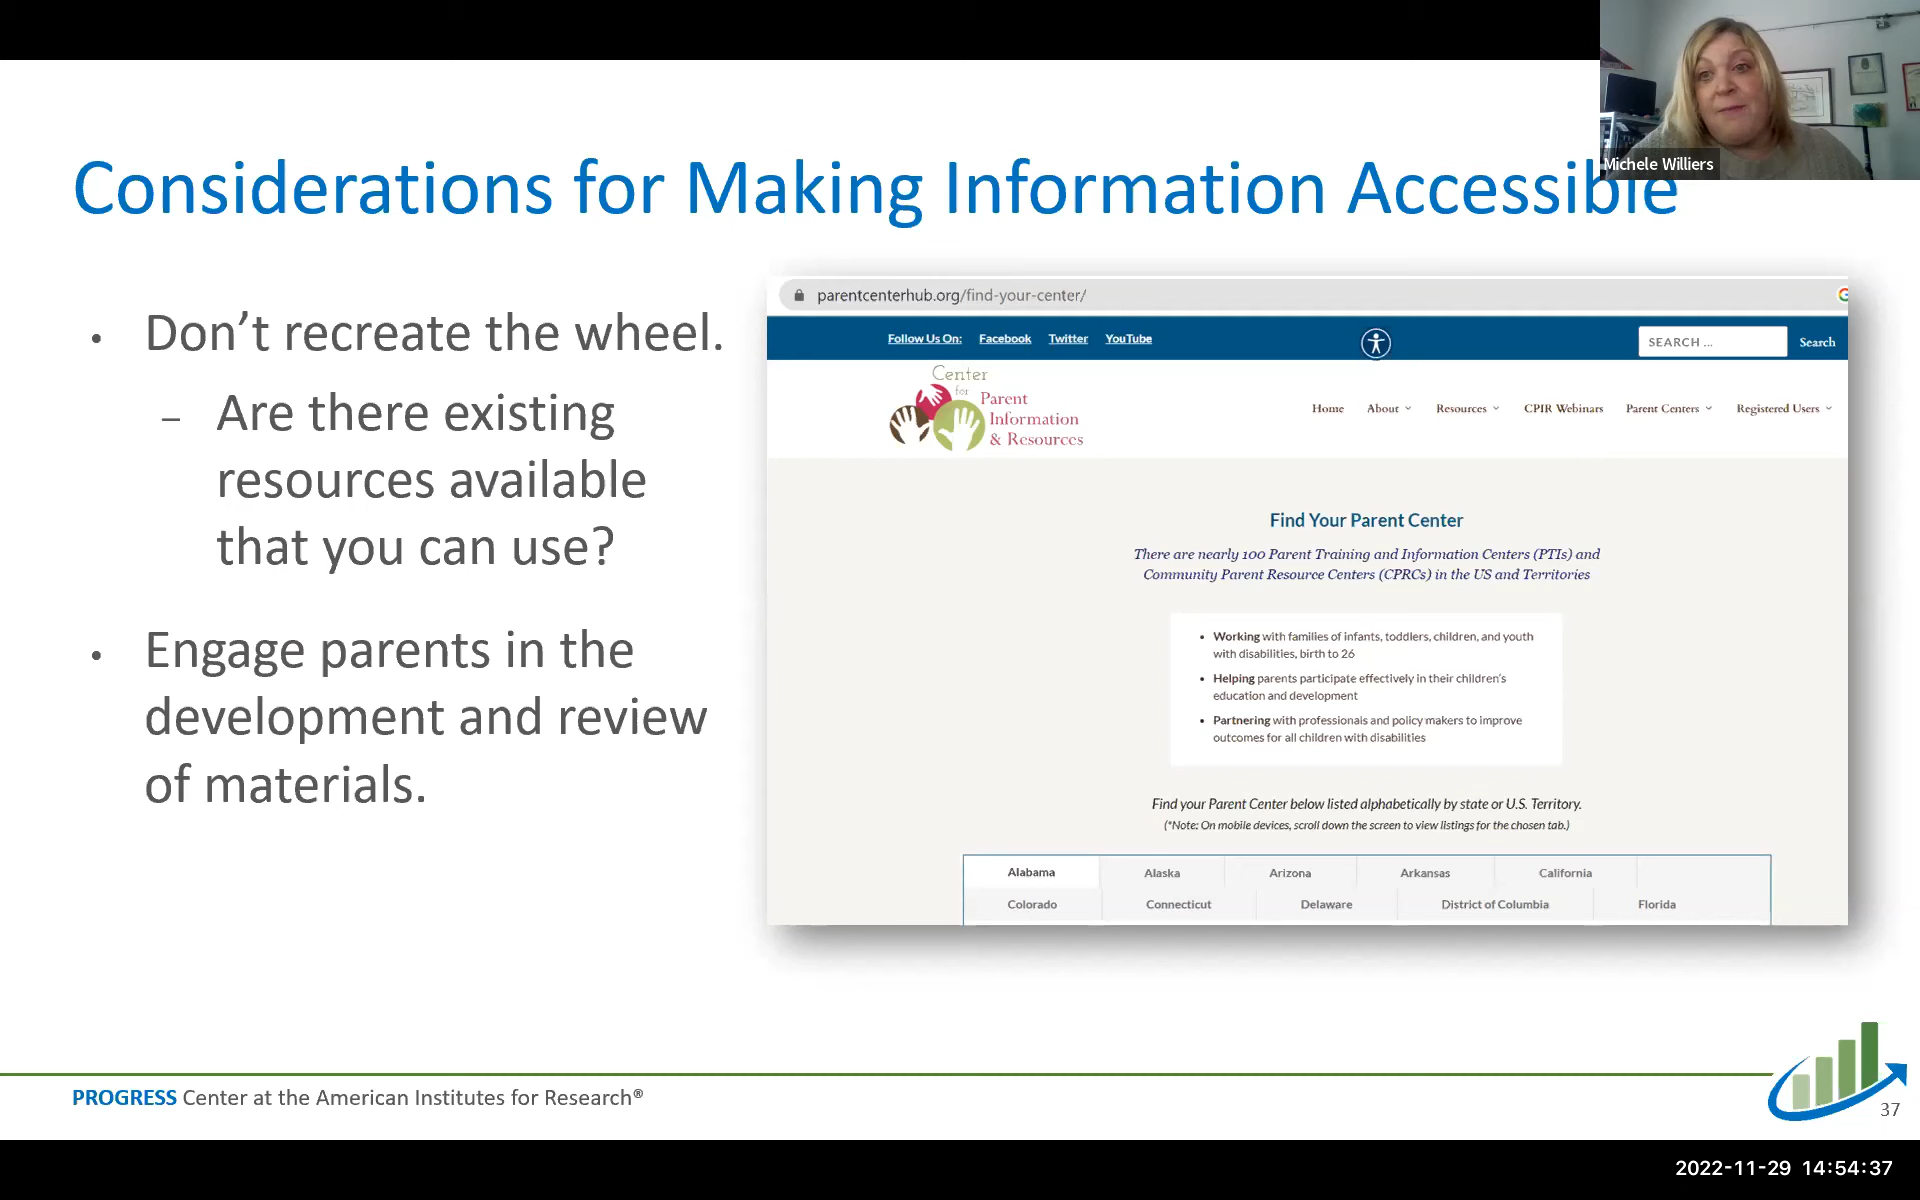 Michele Williers
Considerations for Making Information Accessible
• Don’t recreate the wheel.
– Are there existing
resources available
that you can use?
• Engage parents in the
development and review
of materials.
parentcenterhub.org/find-your-center/
Follow Us On: Facebook Twitter YouTube
SEARCH ... Search
Center
for
Parent
Information
& Resources
Home About Resources CPIR Webinars Parent Centers Registered Users
Find Your Parent Center
There are nearly 100 Parent Training and Information Centers (PTIs) and
Community Parent Resource Centers (CPRCs) in the US and Territories
• Working with families of infants, toddlers, children, and youth
with disabilities, birth to 26
• Helping parents participate effectively in their children’s
education and development
• Partnering with professionals and policy makers to improve
outcomes for all children with disabilities
Find your Parent Center below listed alphabetically by state or U.S. Territory.
(*Note: On mobile devices, scroll down the screen to view listings for the chosen tab.)
Alabama Alaska Arizona Arkansas California
Colorado Connecticut Delaware District of Columbia Florida
PROGRESS Center at the American Institutes for Research®
37
2022-11-29 14:54:37